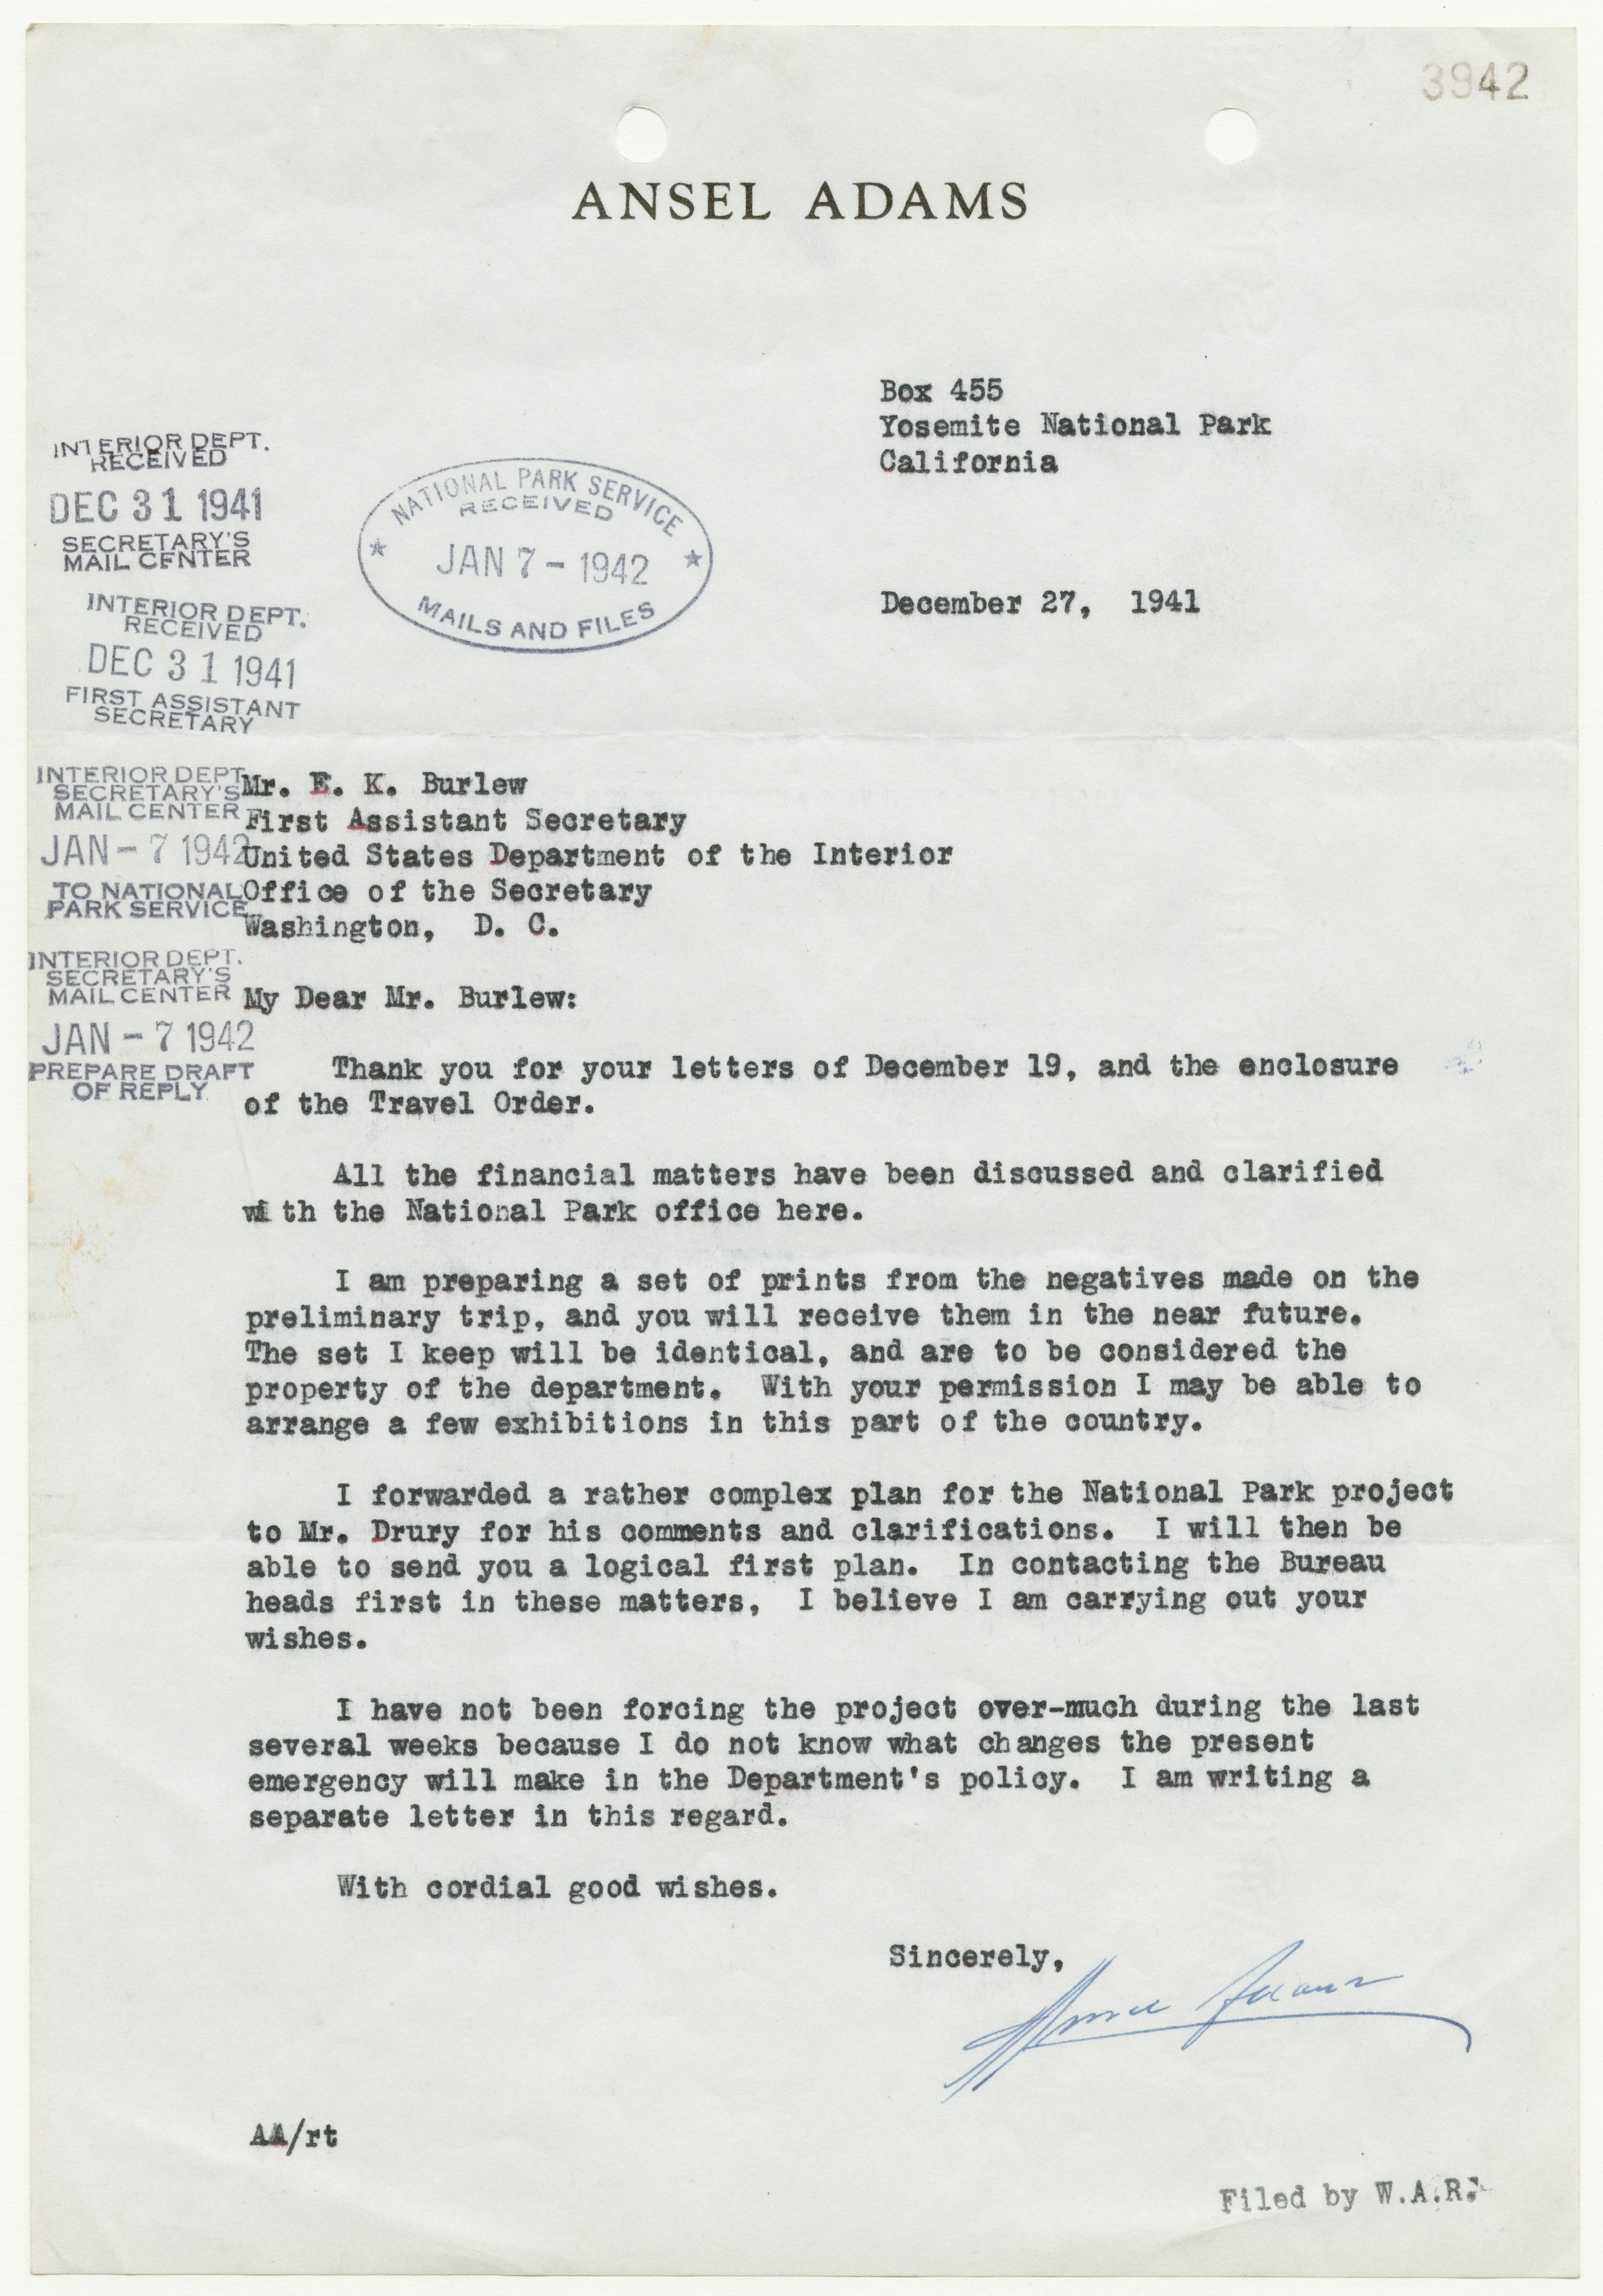 3942
ANSEL ADAMS
Box 455
Yosemite National Park
California
INTERIOR DEPT.
RECEIVED
DEC 31 1941
SECRETARY'S
MAIL CENTER
NATIONAL PARK SERVICE
RECEIVED
★ JAN 7 - 1942 ★
MAILS AND FILES
December 27, 1941
INTERIOR DEPT.
RECEIVED
DEC 31 1941
FIRST ASSISTANT
SECRETARY
INTERIOR DEPT.
SECRETARY'S
MAIL CENTER
JAN - 7 1942
TO NATIONAL
PARK SERVICE
Mr. E. K. Burlew
First Assistant Secretary
United States Department of the Interior
Office of the Secretary
Washington, D. C.
INTERIOR DEPT.
SECRETARY'S
MAIL CENTER
JAN - 7 1942
PREPARE DRAFT
OF REPLY
My Dear Mr. Burlew:
Thank you for your letters of December 19, and the enclosure
of the Travel Order.
All the financial matters have been discussed and clarified
with the National Park office here.
I am preparing a set of prints from the negatives made on the
preliminary trip, and you will receive them in the near future.
The set I keep will be identical, and are to be considered the
property of the department. With your permission I may be able to
arrange a few exhibitions in this part of the country.
I forwarded a rather complex plan for the National Park project
to Mr. Drury for his comments and clarifications. I will then be
able to send you a logical first plan. In contacting the Bureau
heads first in these matters, I believe I am carrying out your
wishes.
I have not been forcing the project over-much during the last
several weeks because I do not know what changes the present
emergency will make in the Department's policy. I am writing a
separate letter in this regard.
With cordial good wishes.
Sincerely,
Ansel Adams
AA/rt
Filed by W.A.R.